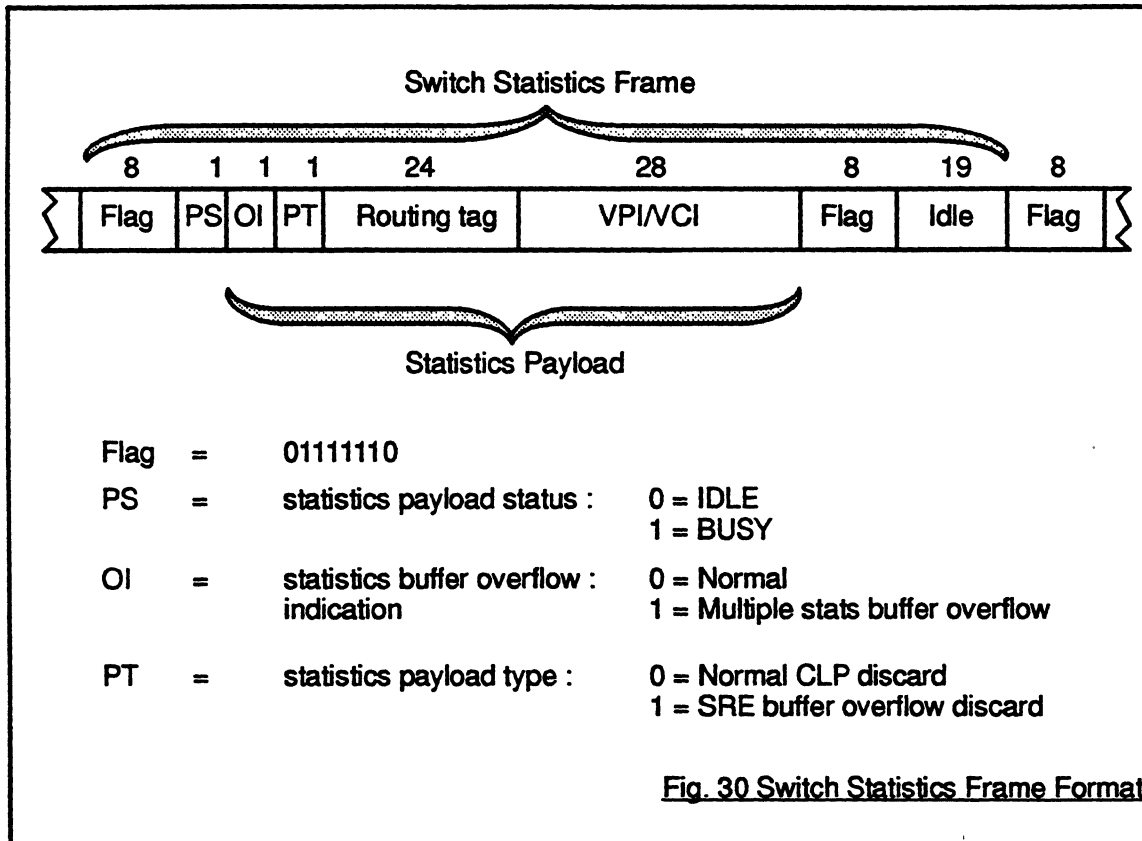 Switch Statistics Frame
8 1 1 1 24 28 8 19 8
Flag PS OI PT Routing tag VPI/VCI Flag Idle Flag
Statistics Payload
Flag = 01111110
PS = statistics payload status : 0 = IDLE
1 = BUSY
OI = statistics buffer overflow : 0 = Normal
indication 1 = Multiple stats buffer overflow
PT = statistics payload type : 0 = Normal CLP discard
1 = SRE buffer overflow discard
Fig. 30 Switch Statistics Frame Format